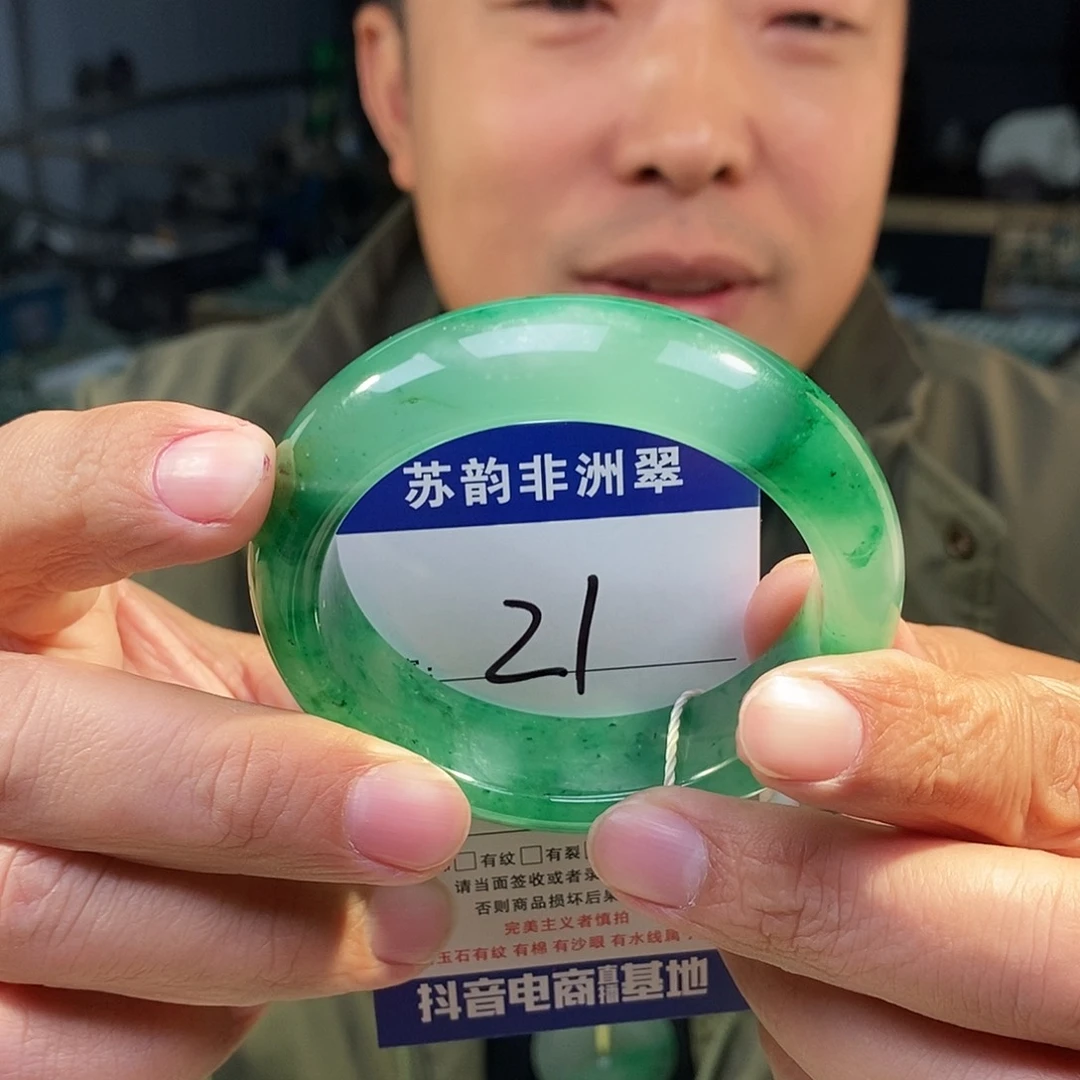 苏韵非洲翠
21
有纹 有裂
请当面签收或者录
否则商品损坏后果
完美主义者慎拍
玉石有纹 有棉 有沙眼 有水线属
抖音电商直播基地